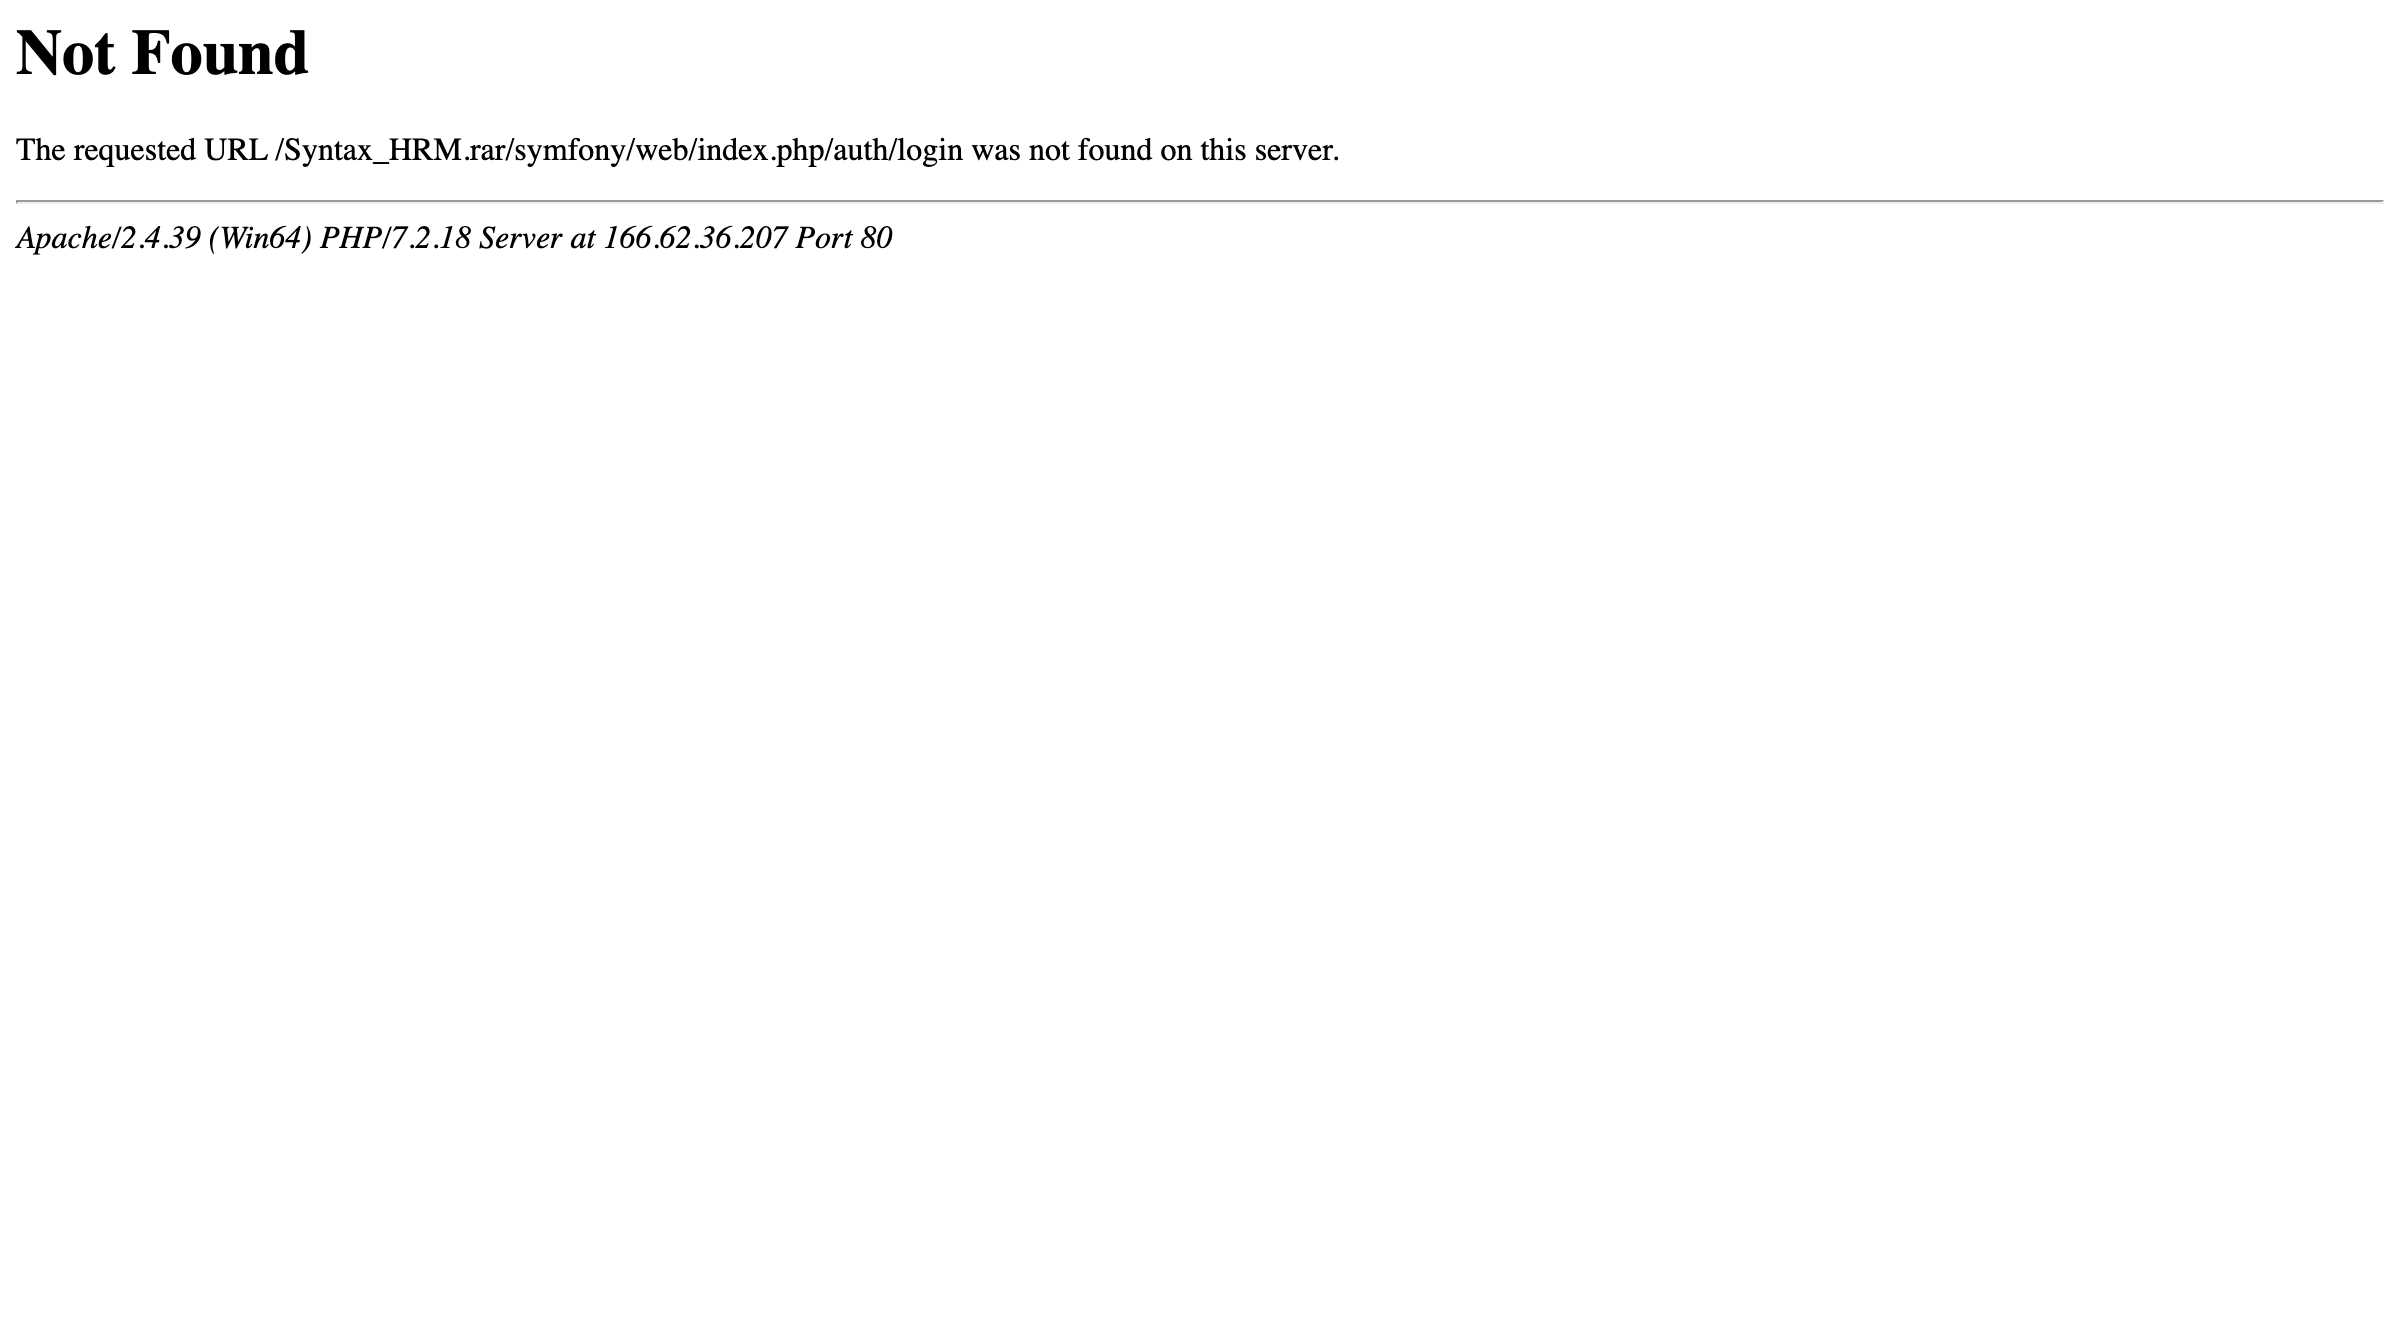 Not Found
The requested URL /Syntax_HRM.rar/symfony/web/index.php/auth/login was not found on this server.
Apache/2.4.39 (Win64) PHP/7.2.18 Server at 166.62.36.207 Port 80